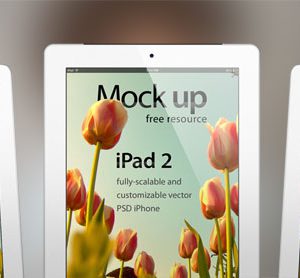 Mock up
free resource
iPad 2
fully-scalable and
customizable vector
PSD iPhone